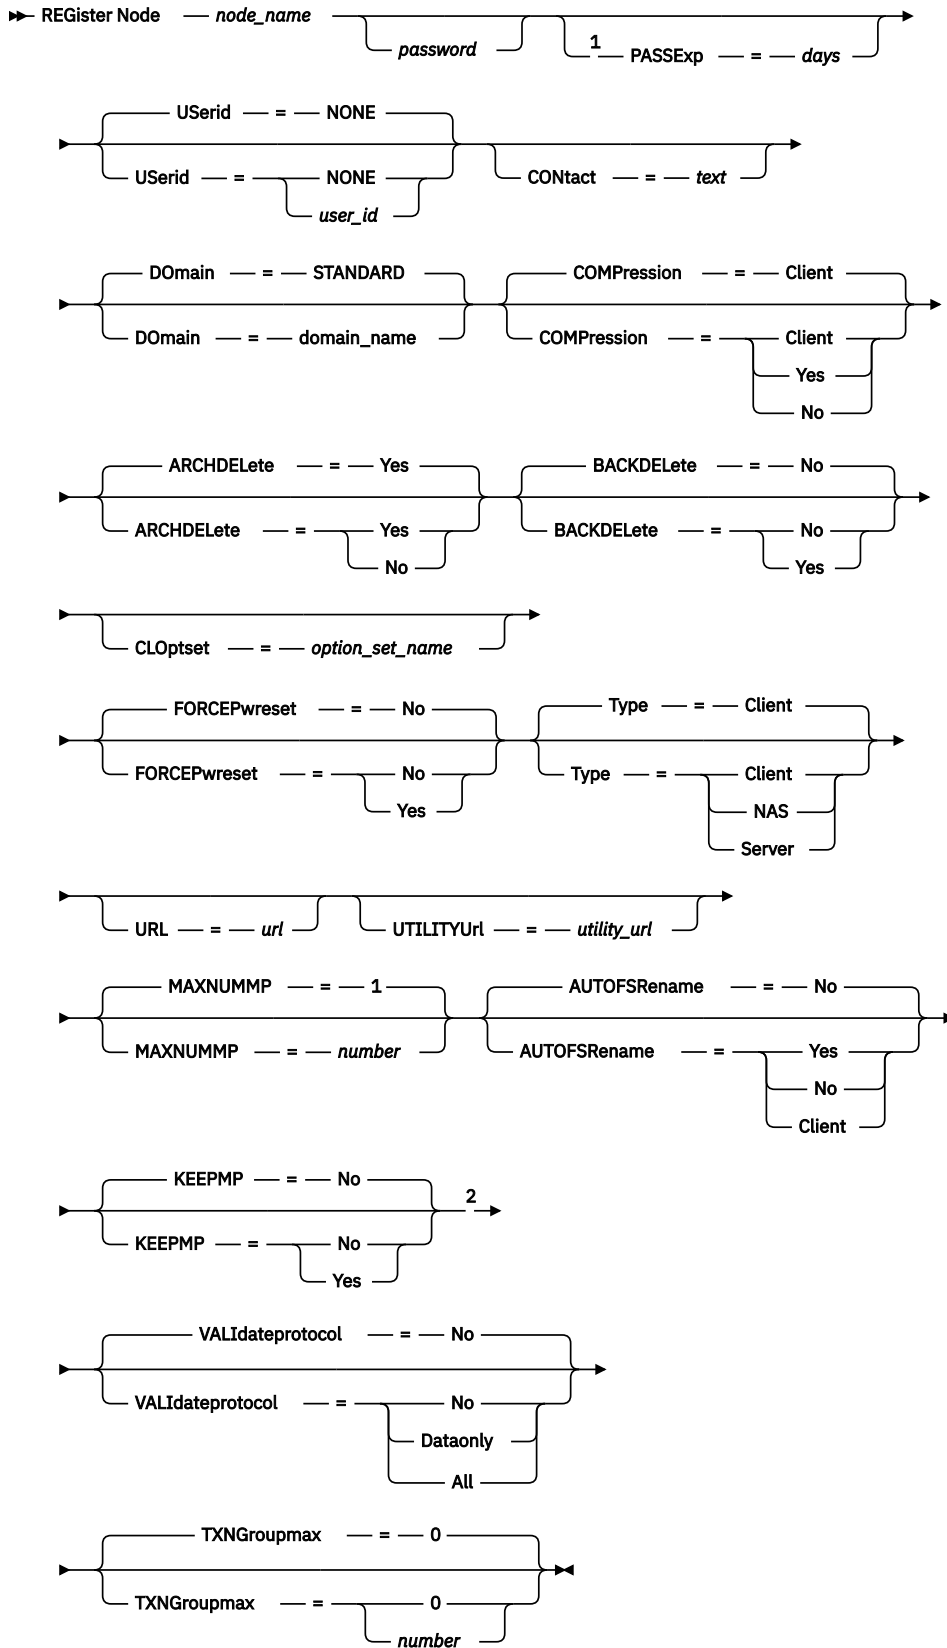 REGister Node node_name
password
1 PASSExp = days
USerid = NONE
USerid = NONE
user_id
CONtact = text
DOmain = STANDARD
DOmain = domain_name
COMPression = Client
COMPression = Client
Yes
No
ARCHDELete = Yes
ARCHDELete = Yes
No
BACKDELete = No
BACKDELete = No
Yes
CLOptset = option_set_name
FORCEPwreset = No
FORCEPwreset = No
Yes
Type = Client
Type = Client
NAS
Server
URL = url
UTILITYUrl = utility_url
MAXNUMMP = 1
MAXNUMMP = number
AUTOFSRename = No
AUTOFSRename = Yes
No
Client
KEEPMP = No
KEEPMP = No
Yes
2
VALIdateprotocol = No
VALIdateprotocol = No
Dataonly
All
TXNGroupmax = 0
TXNGroupmax = 0
number